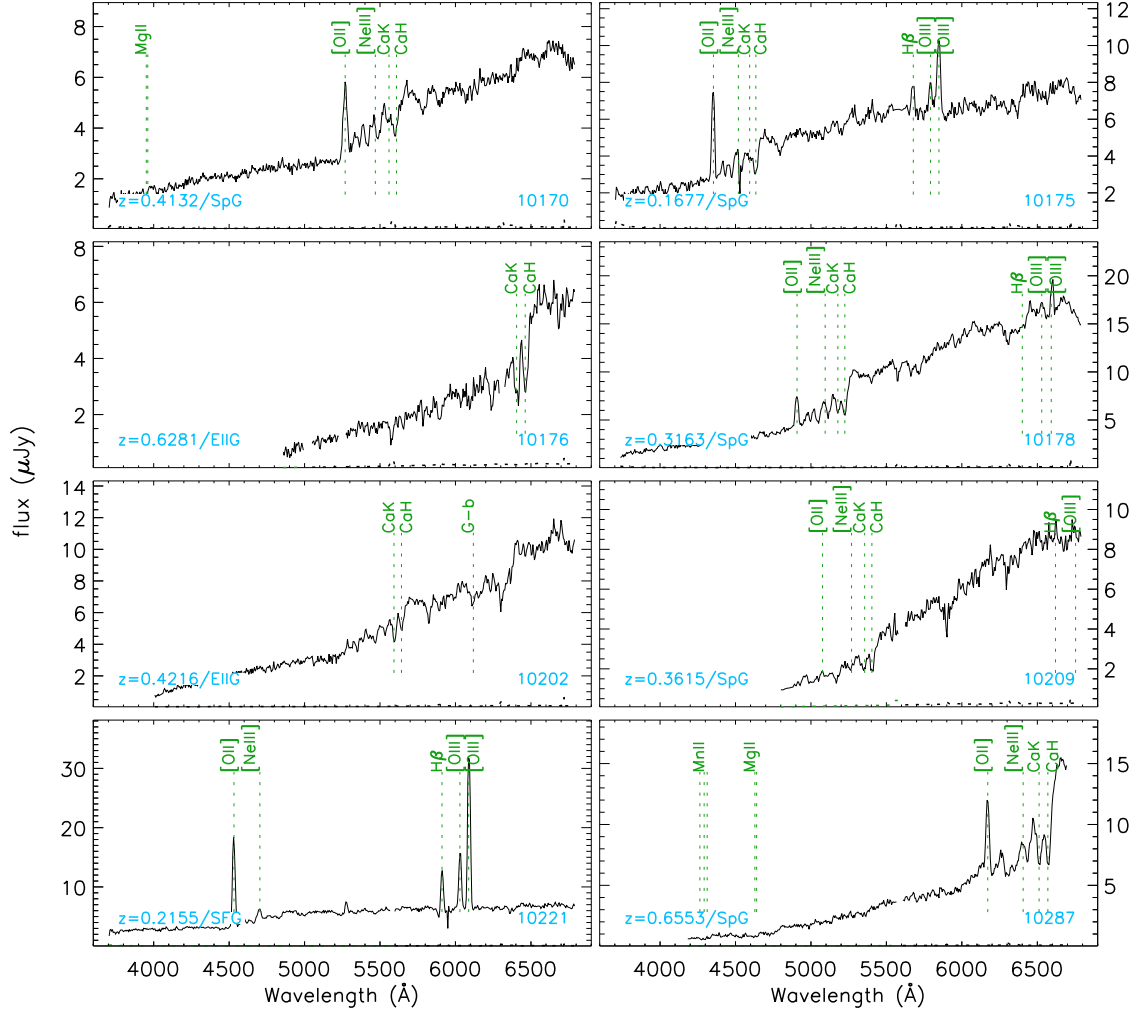 8
6
4
2
MgII
[OII]
[NeIII]
CaK
CaH
z=0.4132/SpG
10170
12
10
8
6
4
2
[OII]
[NeIII]
CaK
CaH
Hβ
[OIII]
[OIII]
z=0.1677/SpG
10175
8
6
4
2
CaK
CaH
z=0.6281/EllG
10176
20
15
10
5
[OII]
[NeIII]
CaK
CaH
Hβ
[OIII]
[OIII]
z=0.3163/SpG
10178
flux (μJy)
14
12
10
8
6
4
2
CaK
CaH
G−b
z=0.4216/EllG
10202
10
8
6
4
2
[OII]
[NeIII]
CaK
CaH
Hβ
[OIII]
z=0.3615/SpG
10209
30
20
10
[OII]
[NeIII]
Hβ
[OIII]
[OIII]
z=0.2155/SFG
10221
15
10
5
MnII
MgII
[OII]
[NeIII]
CaK
CaH
z=0.6553/SpG
10287
4000 4500 5000 5500 6000 6500
Wavelength (Å)
4000 4500 5000 5500 6000 6500
Wavelength (Å)